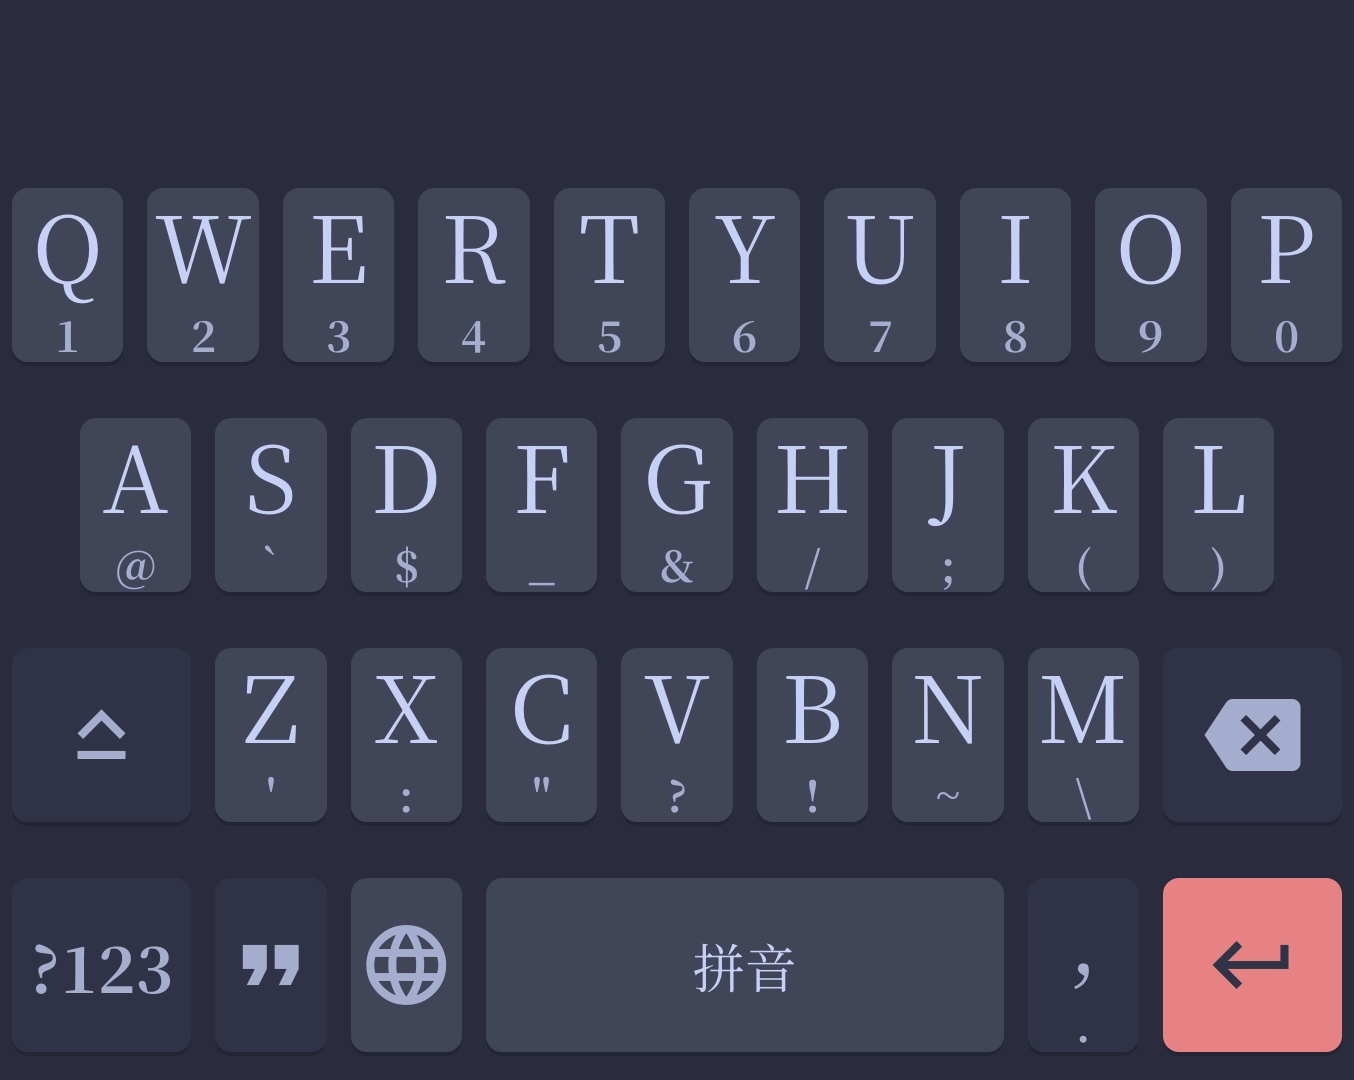 Q W E R T Y U I O P
1 2 3 4 5 6 7 8 9 0
A S D F G H J K L
@ ` $ _ & / ; ( )
Z X C V B N M
' : " ? ! ~ \
?123 ” 拼音 ,
.